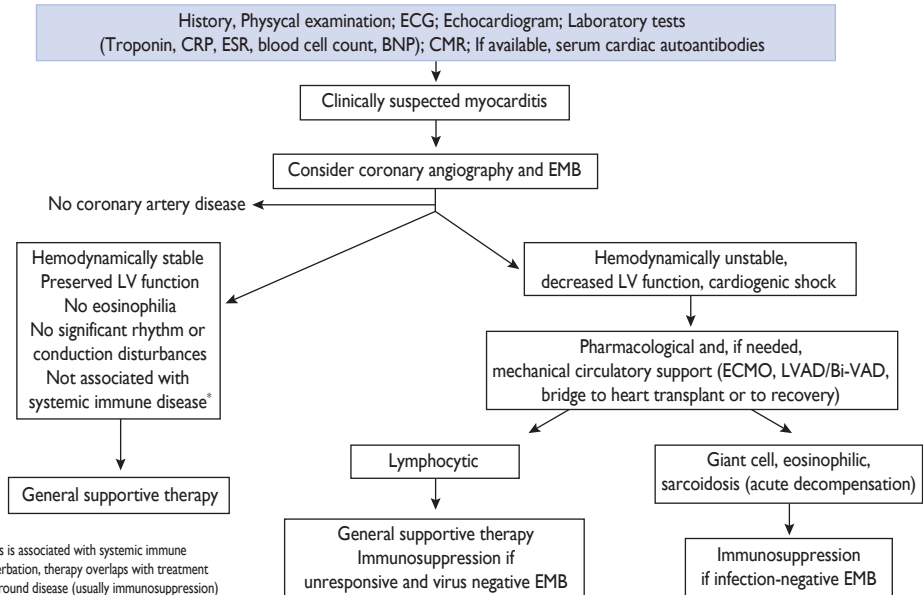 History, Physycal examination; ECG; Echocardiogram; Laboratory tests
(Troponin, CRP, ESR, blood cell count, BNP); CMR; If available, serum cardiac autoantibodies
Clinically suspected myocarditis
Consider coronary angiography and EMB
No coronary artery disease
Hemodynamically stable
Preserved LV function
No eosinophilia
No significant rhythm or
conduction disturbances
Not associated with
systemic immune disease*
General supportive therapy
Hemodynamically unstable,
decreased LV function, cardiogenic shock
Pharmacological and, if needed,
mechanical circulatory support (ECMO, LVAD/Bi-VAD,
bridge to heart transplant or to recovery)
Lymphocytic
General supportive therapy
Immunosuppression if
unresponsive and virus negative EMB
Giant cell, eosinophilic,
sarcoidosis (acute decompensation)
Immunosuppression
if infection-negative EMB
is associated with systemic immune
therapy overlaps with treatment
disease (usually immunosuppression)